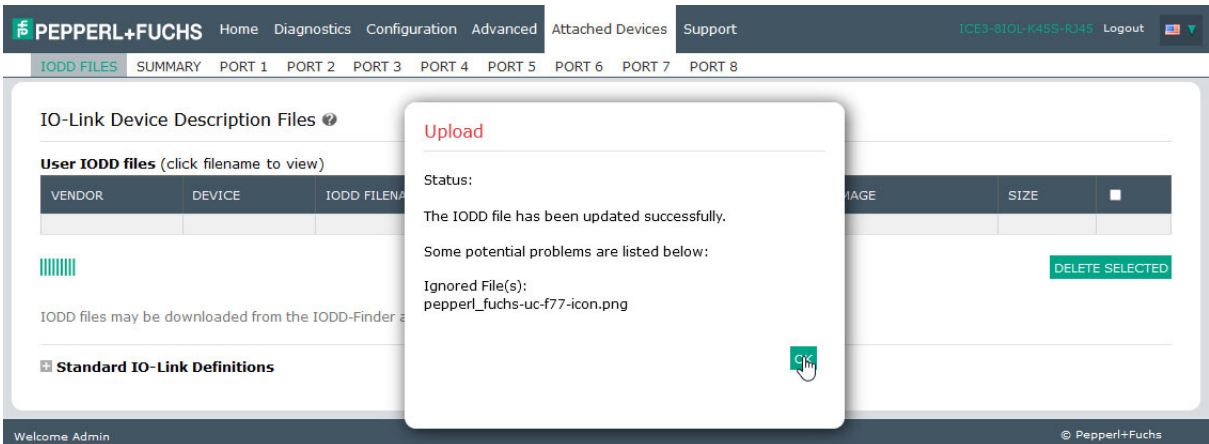 PEPPERL+FUCHS Home Diagnostics Configuration Advanced Attached Devices Support ICE3-8IOL-K45S-RJ45 Logout
IODD FILES SUMMARY PORT 1 PORT 2 PORT 3 PORT 4 PORT 5 PORT 6 PORT 7 PORT 8
IO-Link Device Description Files
User IODD files (click filename to view)
VENDOR DEVICE IODD FILENA MAGE SIZE
DELETE SELECTED
IODD files may be downloaded from the IODD-Finder a
Standard IO-Link Definitions
Upload
Status:
The IODD file has been updated successfully.
Some potential problems are listed below:
Ignored File(s):
pepperl_fuchs-uc-f77-icon.png
OK
Welcome Admin © Pepperl+Fuchs